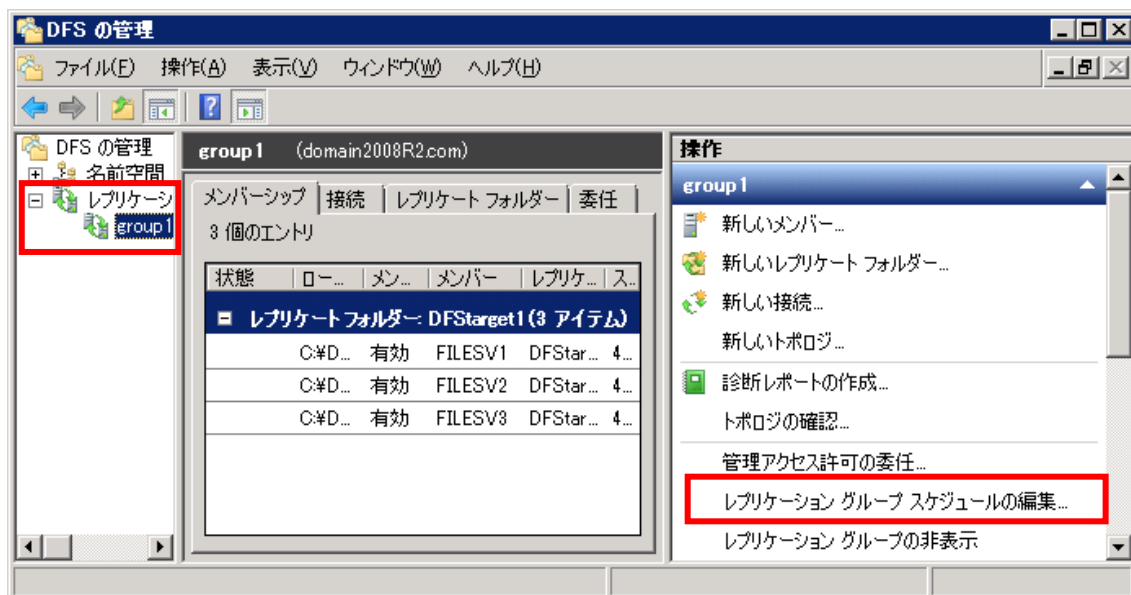 DFS の管理
ファイル(F) 操作(A) 表示(V) ウィンドウ(W) ヘルプ(H)
DFS の管理
名前空間
レプリケーシ
group1
group1 (domain2008R2.com)
メンバーシップ 接続 レプリケート フォルダー 委任
3 個のエントリ
状態 ロー... メン... メンバー レプリケ... ス..
レプリケート フォルダー: DFStarget1 (3 アイテム)
C:¥D... 有効 FILESV1 DFStar... 4...
C:¥D... 有効 FILESV2 DFStar... 4...
C:¥D... 有効 FILESV3 DFStar... 4...
操作
group1
新しいメンバー...
新しいレプリケート フォルダー...
新しい接続...
新しいトポロジ...
診断レポートの作成...
トポロジの確認...
管理アクセス許可の委任...
レプリケーション グループ スケジュールの編集...
レプリケーション グループの非表示